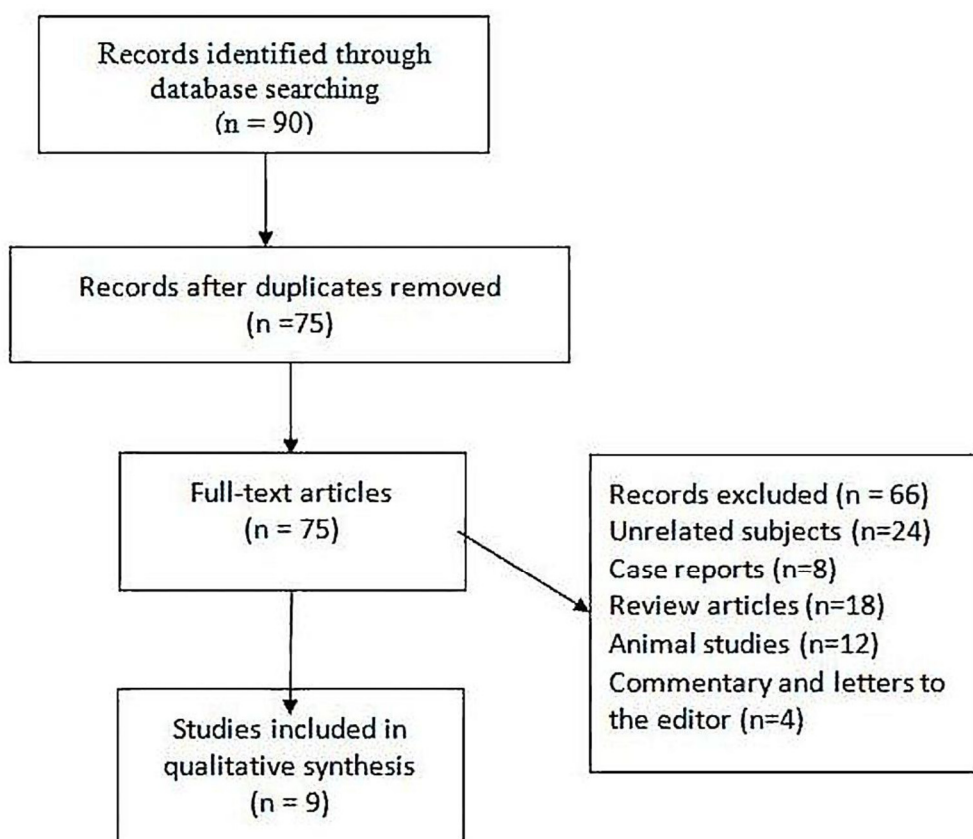 Records identified through
database searching
(n = 90)
Records after duplicates removed
(n =75)
Full-text articles
(n = 75)
Records excluded (n = 66)
Unrelated subjects (n=24)
Case reports (n=8)
Review articles (n=18)
Animal studies (n=12)
Commentary and letters to
the editor (n=4)
Studies included in
qualitative synthesis
(n = 9)